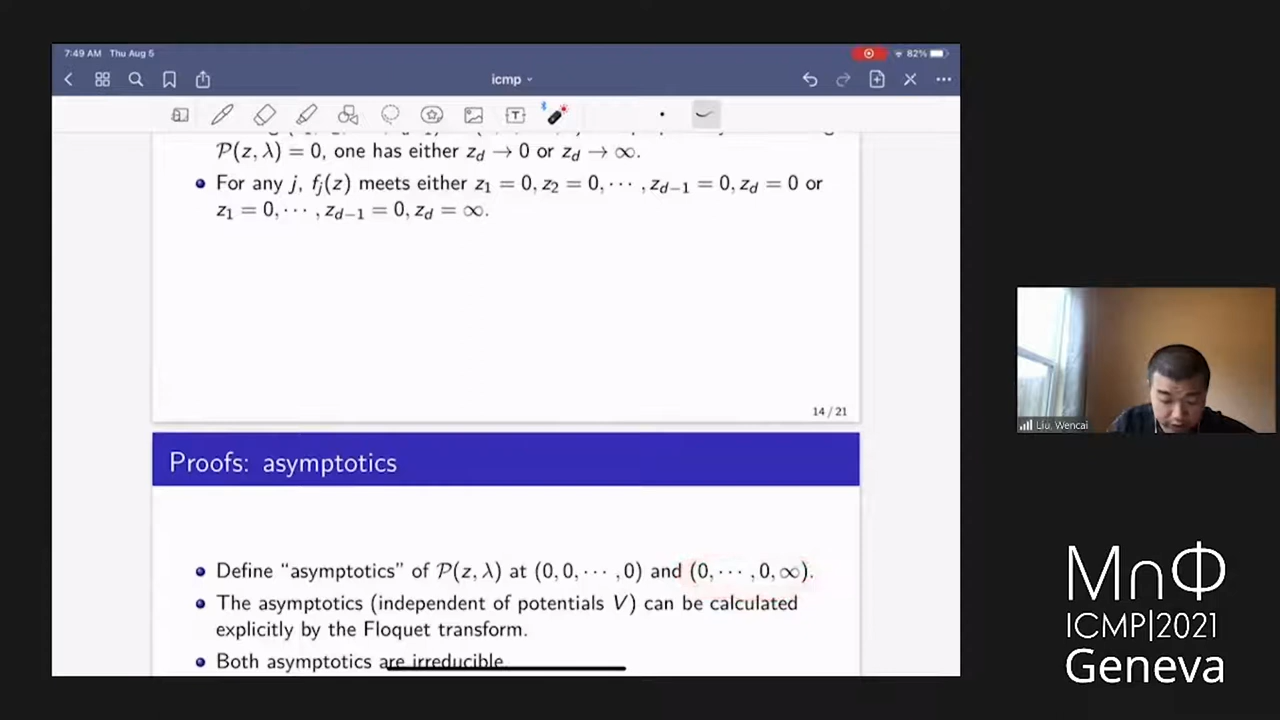 7:49 AM Thu Aug 5
82%
icmp
T
P(z, λ) = 0, one has either z_d → 0 or z_d → ∞.
• For any j, f_j(z) meets either z_1 = 0, z_2 = 0, ··· , z_{d−1} = 0, z_d = 0 or
z_1 = 0, ··· , z_{d−1} = 0, z_d = ∞.
14 / 21
Proofs: asymptotics
• Define “asymptotics” of P(z, λ) at (0, 0, ··· , 0) and (0, ··· , 0, ∞).
• The asymptotics (independent of potentials V) can be calculated
explicitly by the Floquet transform.
• Both asymptotics are irreducible.
Liu, Wencai
MnΦ
ICMP|2021
Geneva